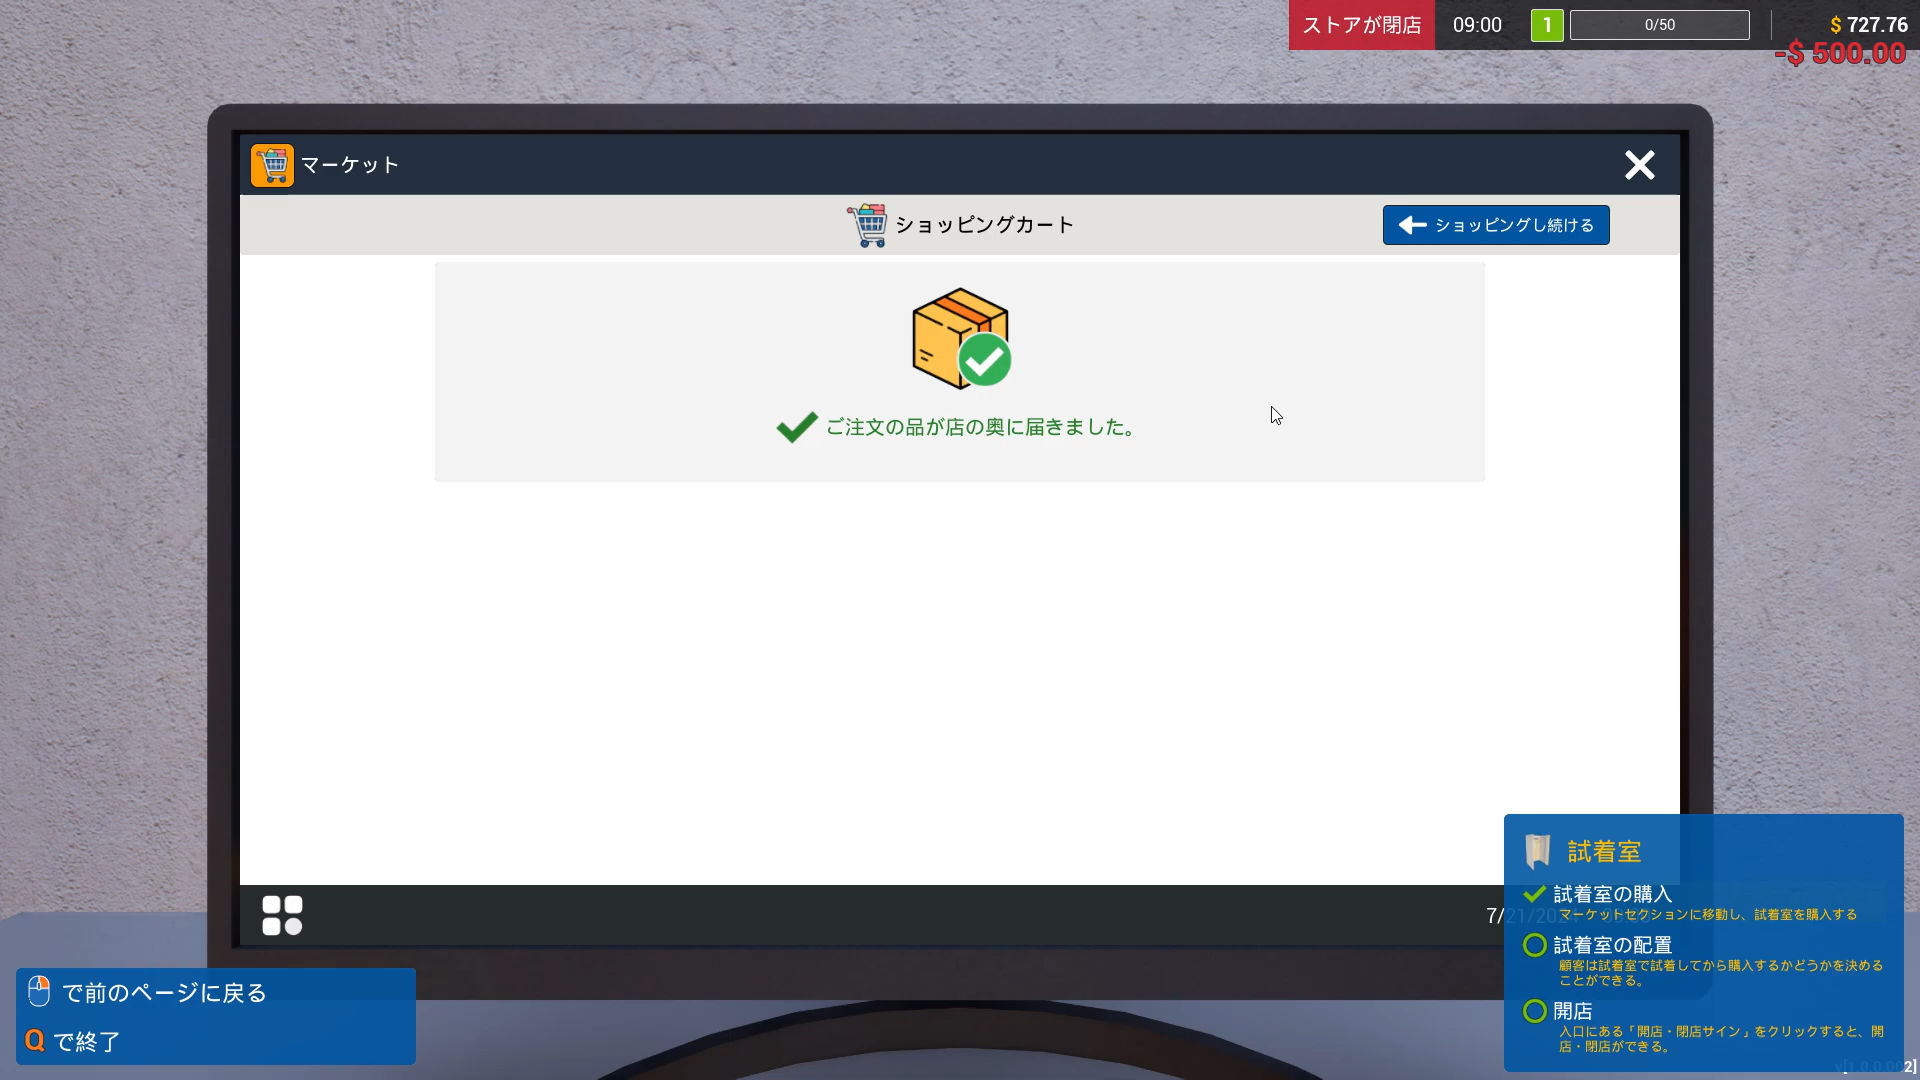 ストアが閉店 09:00 1 0/50 $ 727.76
-$ 500.00
マーケット
ショッピングカート
ショッピングし続ける
ご注文の品が店の奥に届きました。
試着室
試着室の購入
マーケットセクションに移動し、試着室を購入する
試着室の配置
顧客は試着室で試着してから購入するかどうかを決める
ことができる。
開店
入口にある「開店・閉店サイン」をクリックすると、開
店・閉店ができる。
で前のページに戻る
Q で終了